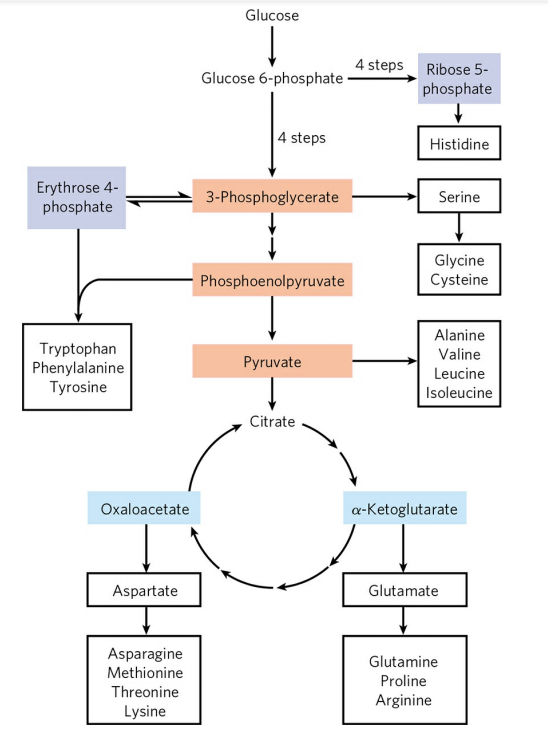 Glucose
Glucose 6-phosphate
4 steps
Ribose 5-
phosphate
4 steps
Histidine
Erythrose 4-
phosphate
3-Phosphoglycerate
Serine
Glycine
Cysteine
Phosphoenolpyruvate
Tryptophan
Phenylalanine
Tyrosine
Pyruvate
Alanine
Valine
Leucine
Isoleucine
Citrate
Oxaloacetate
α-Ketoglutarate
Aspartate
Glutamate
Asparagine
Methionine
Threonine
Lysine
Glutamine
Proline
Arginine